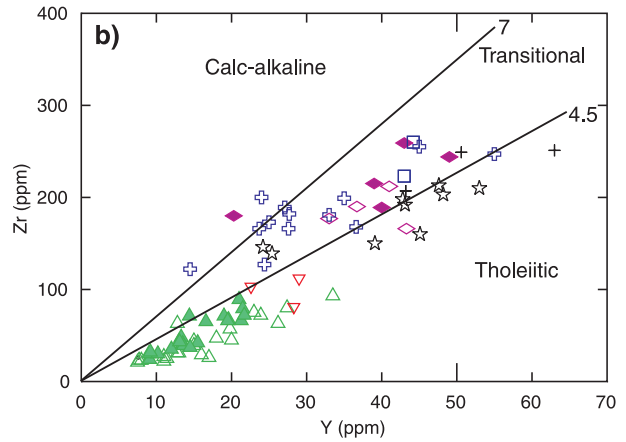 400
300
200
100
0
Zr (ppm)
b)
Calc-alkaline
7
Transitional
4.5
Tholeiitic
0 10 20 30 40 50 60 70
Y (ppm)